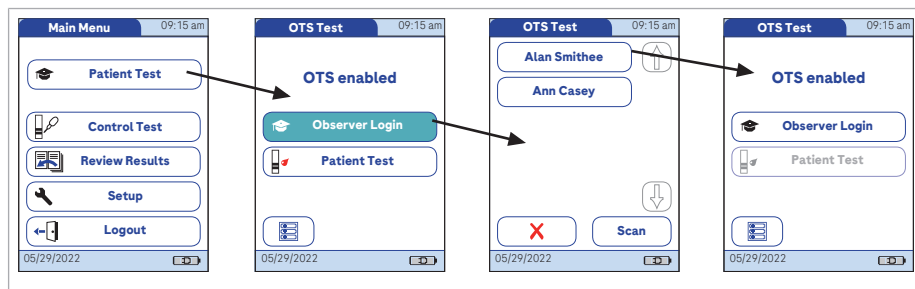 Main Menu 09:15 am
Patient Test
Control Test
Review Results
Setup
Logout
05/29/2022
OTS Test 09:15 am
OTS enabled
Observer Login
Patient Test
05/29/2022
OTS Test 09:15 am
Alan Smithee
Ann Casey
Scan
05/29/2022
OTS Test 09:15 am
OTS enabled
Observer Login
Patient Test
05/29/2022